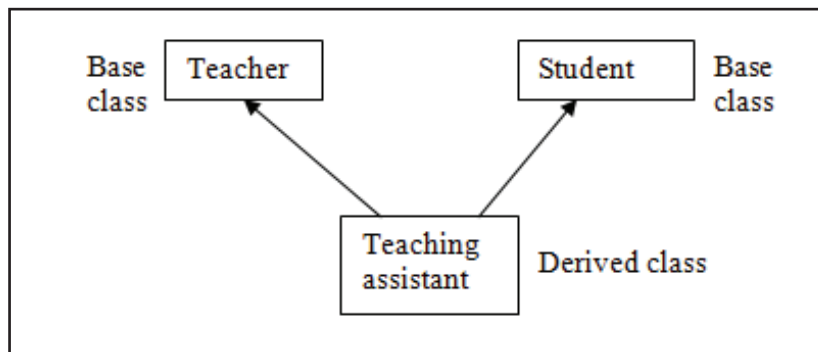 Base
class
Teacher
Student
Base
class
Teaching
assistant
Derived class